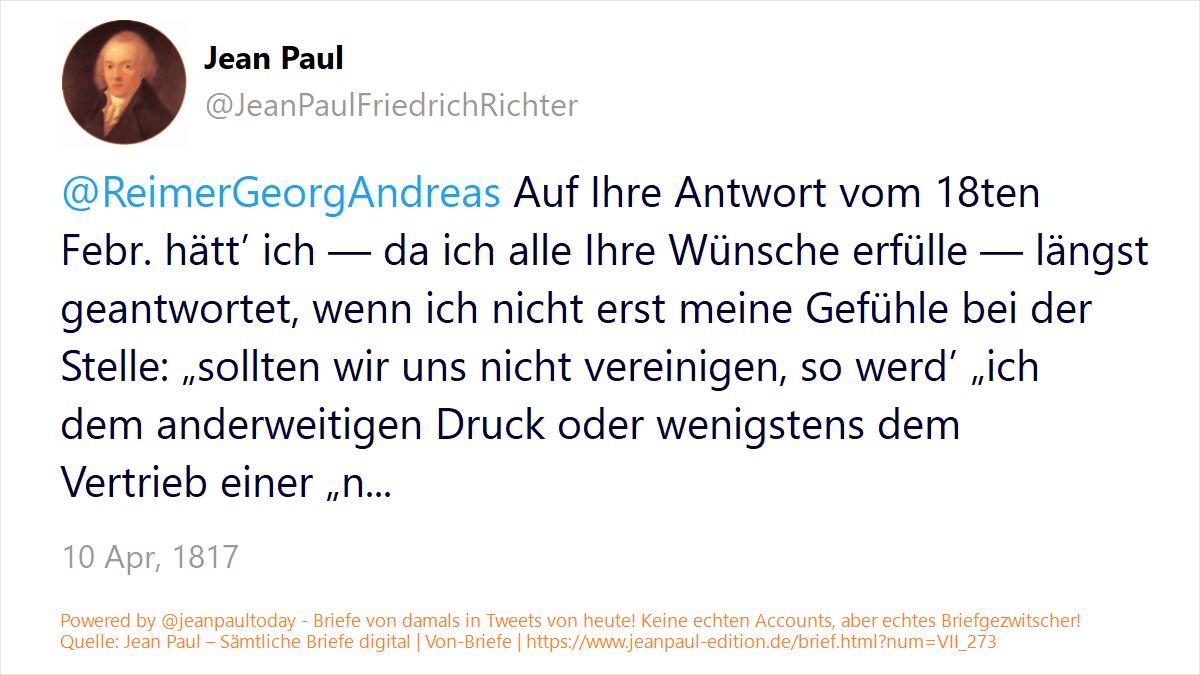 Jean Paul
@JeanPaulFriedrichRichter
@ReimerGeorgAndreas Auf Ihre Antwort vom 18ten
Febr. hätt’ ich — da ich alle Ihre Wünsche erfülle — längst
geantwortet, wenn ich nicht erst meine Gefühle bei der
Stelle: „sollten wir uns nicht vereinigen, so werd’ „ich
dem anderweitigen Druck oder wenigstens dem
Vertrieb einer „n...
10 Apr, 1817
Powered by @jeanpaultoday - Briefe von damals in Tweets von heute! Keine echten Accounts, aber echtes Briefgezwitscher!
Quelle: Jean Paul – Sämtliche Briefe digital | Von-Briefe | https://www.jeanpaul-edition.de/brief.html?num=VII_273